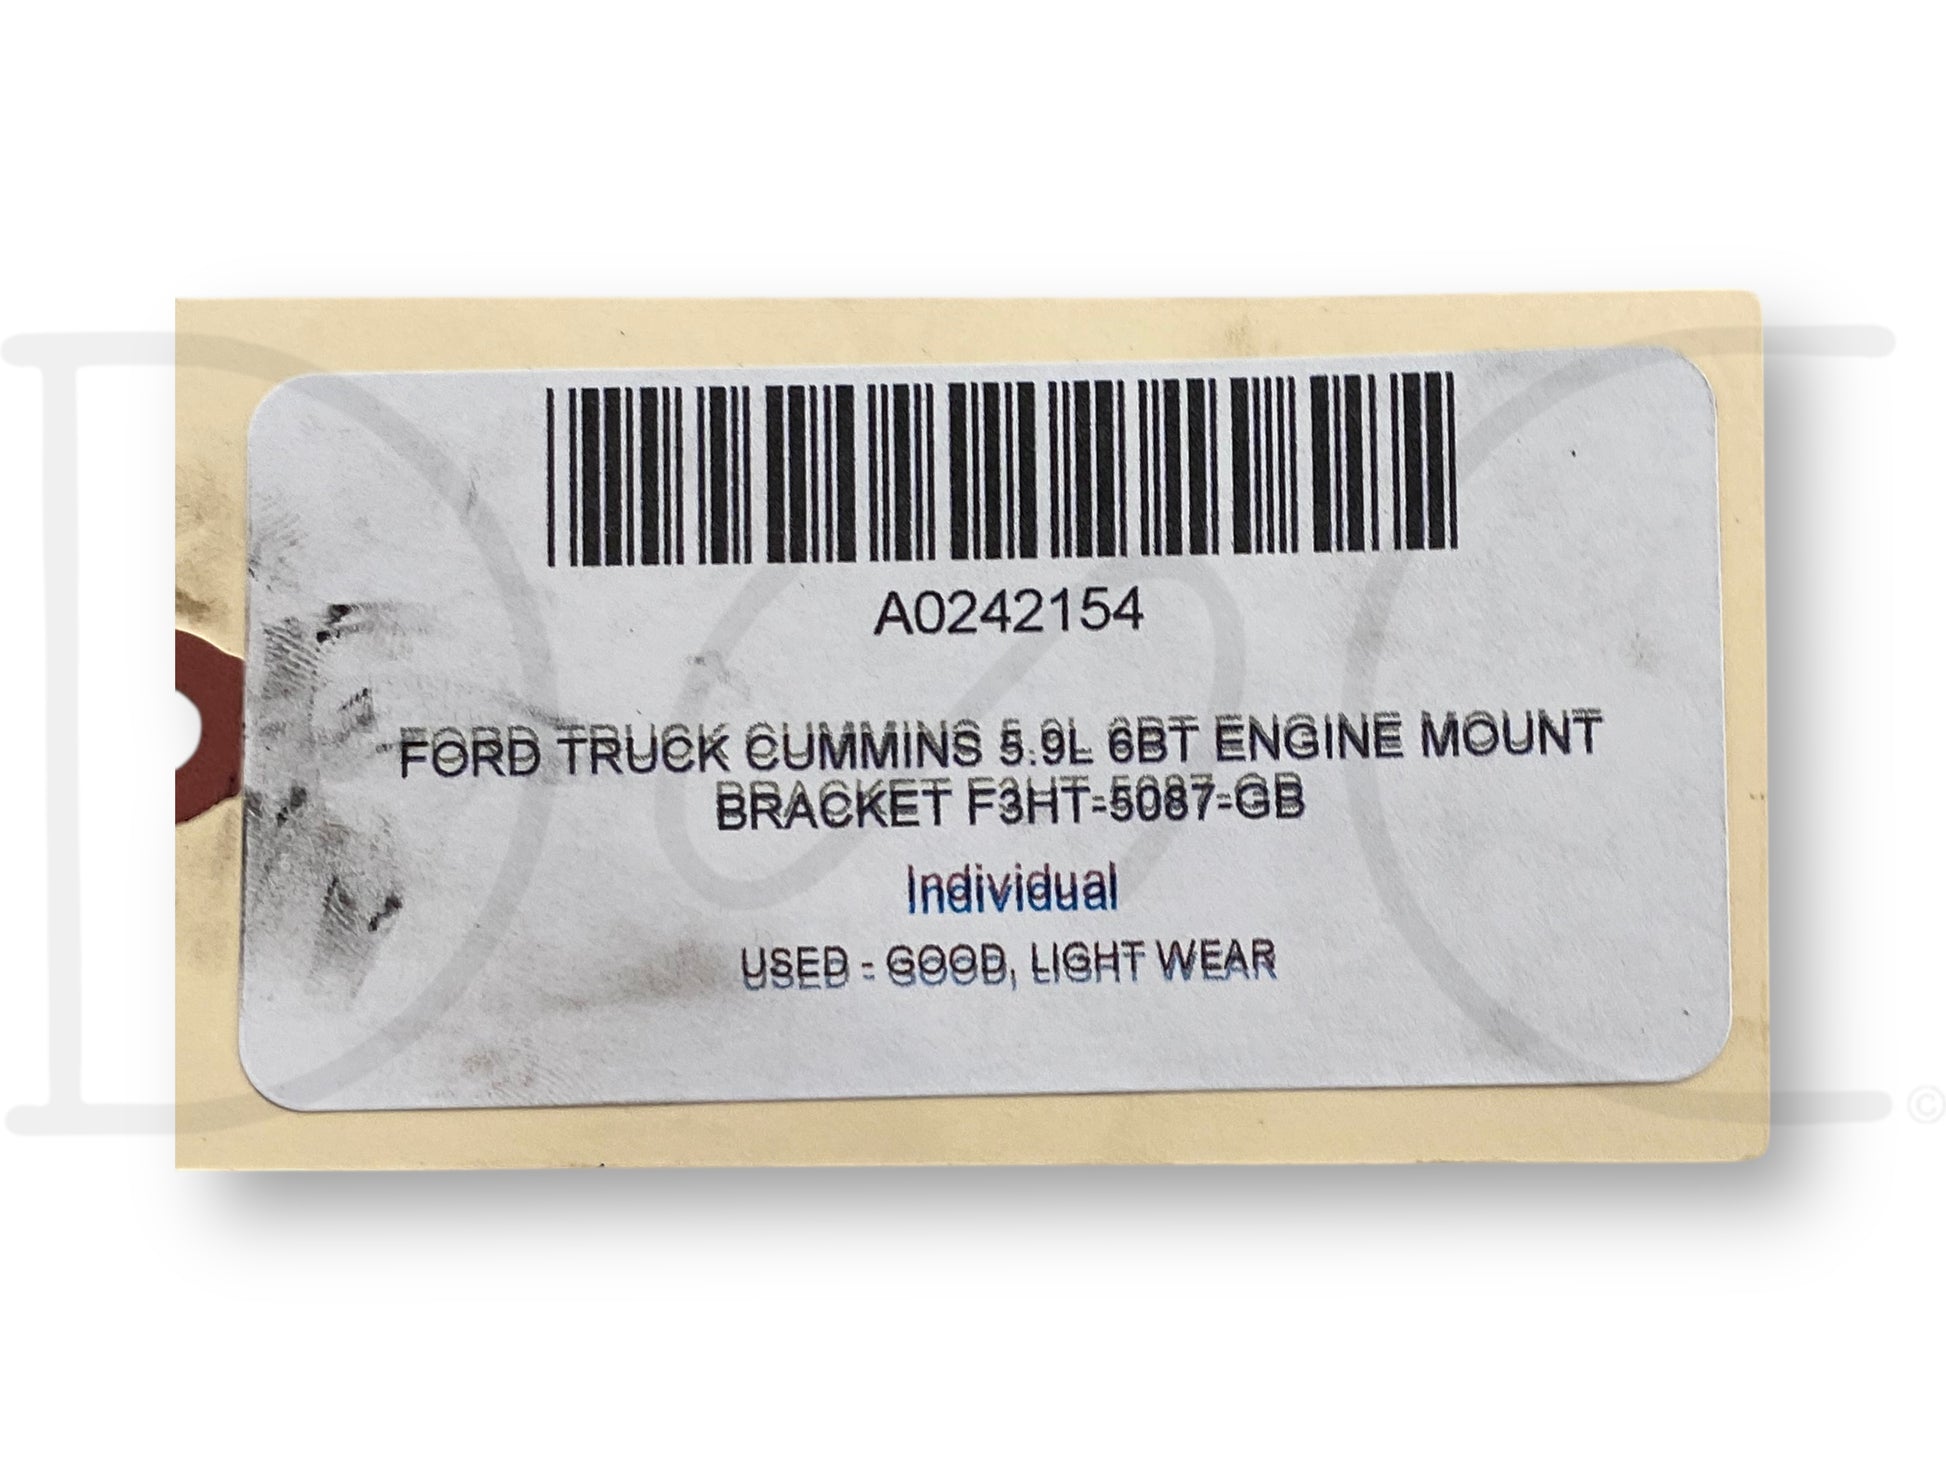 A0242154
FORD TRUCK CUMMINS 5.9L 6BT ENGINE MOUNT
BRACKET F3HT-5087-GB
Individual
USED - GOOD, LIGHT WEAR
©